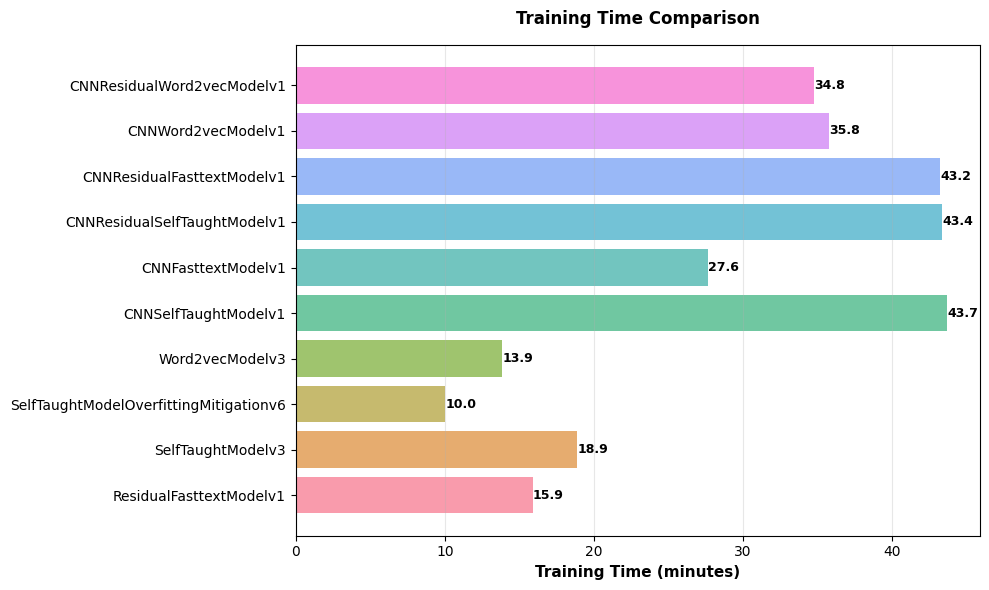 Training Time Comparison
CNNResidualWord2vecModelv1 34.8
CNNWord2vecModelv1 35.8
CNNResidualFasttextModelv1 43.2
CNNResidualSelfTaughtModelv1 43.4
CNNFasttextModelv1 27.6
CNNSelfTaughtModelv1 43.7
Word2vecModelv3 13.9
SelfTaughtModelOverfittingMitigationv6 10.0
SelfTaughtModelv3 18.9
ResidualFasttextModelv1 15.9
0 10 20 30 40
Training Time (minutes)